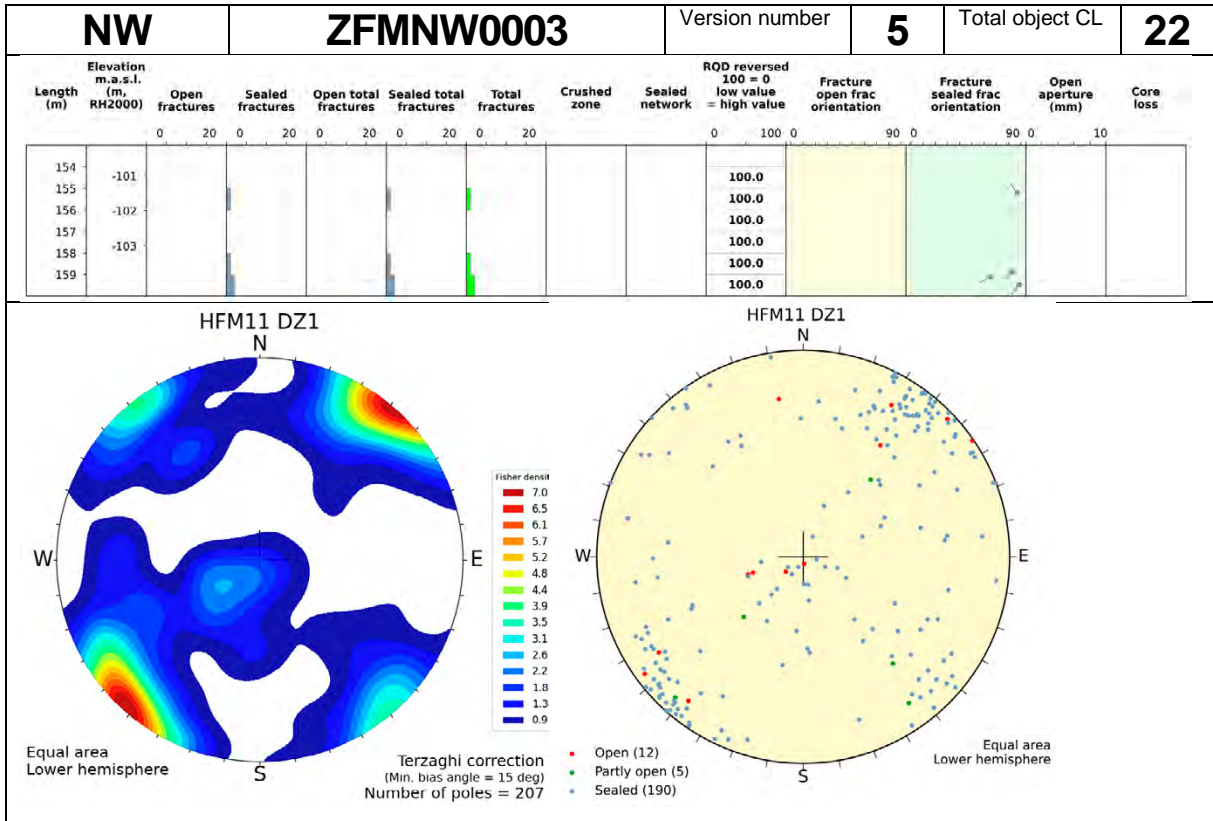 NW ZFMNW0003 Version number 5 Total object CL 22
Length (m) Elevation m.a.s.l. (m, RH2000) Open fractures Sealed fractures Open total fractures Sealed total fractures Total fractures Crushed zone Sealed network RQD reversed 100 = 0 low value = high value Fracture open frac orientation Fracture sealed frac orientation Open aperture (mm) Core loss
0 20 0 20 0 20 0 20 0 20 0 100 0 90 0 90 0 10
154 -101 100.0
155 100.0
156 -102 100.0
157 -103 100.0
158 100.0
159 100.0
HFM11 DZ1
N
W
E
S
Fisher densit
7.0
6.5
6.1
5.7
5.2
4.8
4.4
3.9
3.5
3.1
2.6
2.2
1.8
1.3
0.9
Equal area
Lower hemisphere
Terzaghi correction
(Min. bias angle = 15 deg)
Number of poles = 207
HFM11 DZ1
N
W
E
S
Open (12)
Partly open (5)
Sealed (190)
Equal area
Lower hemisphere